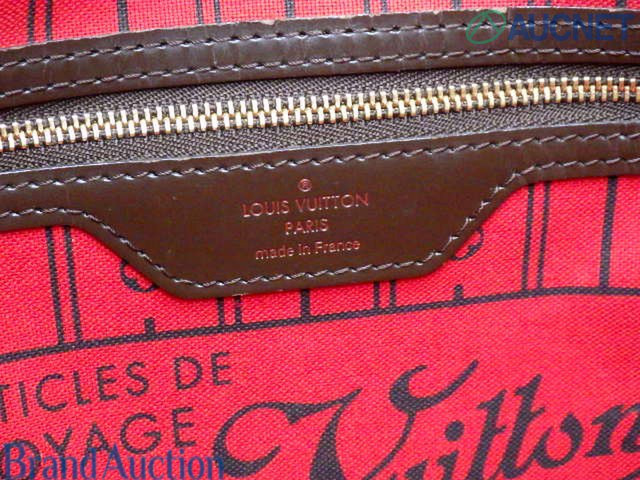 AUCNET
®
LOUIS VUITTON
PARIS
made in France
TICLES DE
OYAGE
Vuitton
Brand Auction